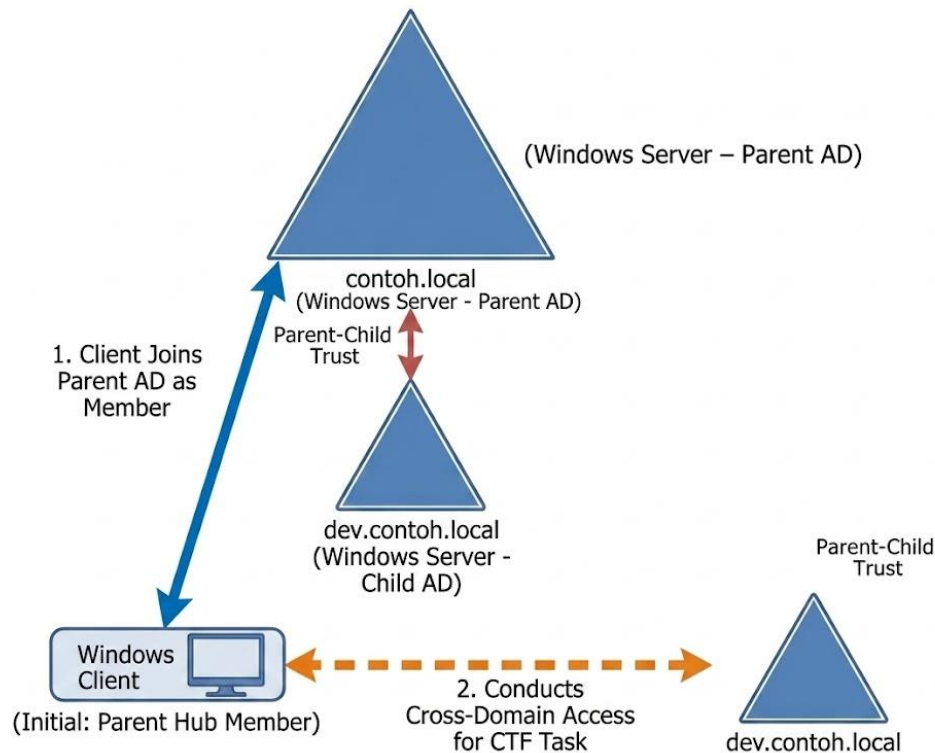 (Windows Server – Parent AD)
contoh.local
(Windows Server - Parent AD)
Parent-Child
Trust
1. Client Joins
Parent AD as
Member
dev.contoh.local
(Windows Server -
Child AD)
Parent-Child
Trust
Windows
Client
(Initial: Parent Hub Member)
2. Conducts
Cross-Domain Access
for CTF Task
dev.contoh.local